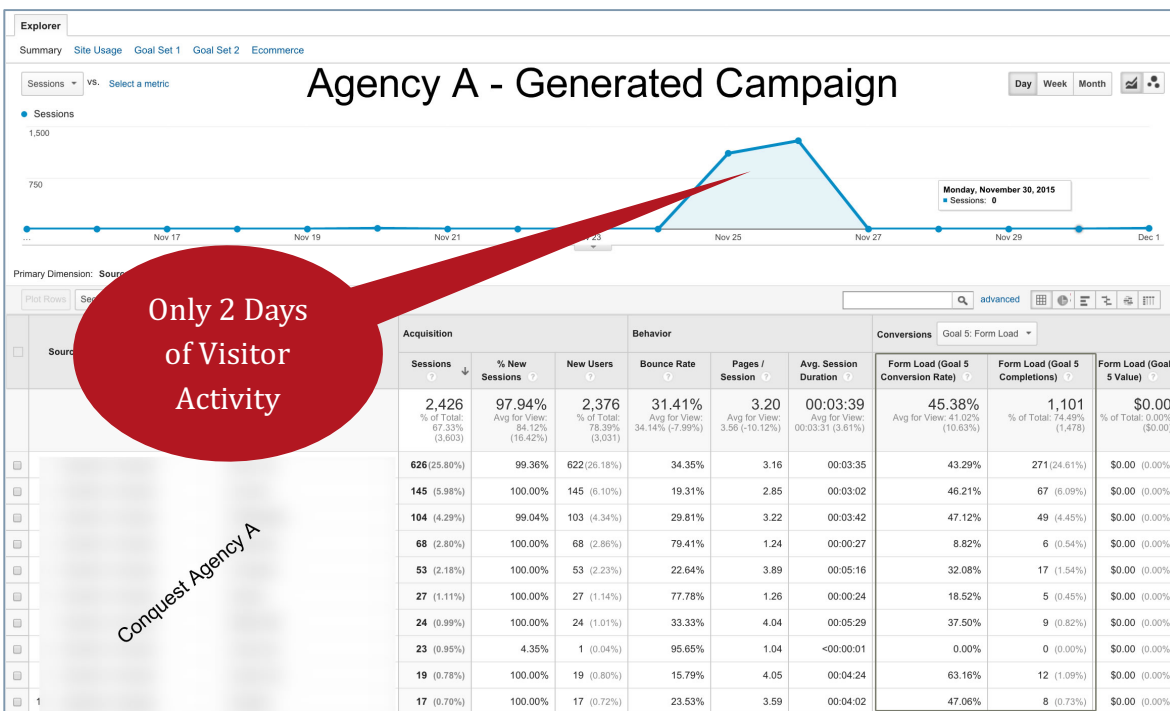 Explorer
Summary Site Usage Goal Set 1 Goal Set 2 Ecommerce
Agency A - Generated Campaign
Sessions VS. Select a metric
Day Week Month
Sessions
1,500
750
Monday, November 30, 2015
Sessions: 0
... Nov 17 Nov 19 Nov 21 23 Nov 25 Nov 27 Nov 29 Dec 1
Primary Dimension:
Plot Rows
advanced
Only 2 Days
of Visitor
Activity
Acquisition Behavior Conversions Goal 5: Form Load
Sessions % New Sessions New Users Bounce Rate Pages / Session Avg. Session Duration Form Load (Goal 5 Conversion Rate) Form Load (Goal 5 Completions) Form Load (Goal 5 Value)
2,426 97.94% 2,376 31.41% 3.20 00:03:39 45.38% 1,101 $0.00
% of Total: 67.33% (3,603) Avg for View: 84.12% (16.42%) % of Total: 78.39% (3,031) Avg for View: 34.14% (-7.99%) Avg for View: 3.56 (-10.12%) Avg for View: 00:03:31 (3.61%) Avg for View: 41.02% (10.63%) % of Total: 74.49% (1,478) % of Total: 0.00% ($0.00)
626 (25.80%) 99.36% 622 (26.18%) 34.35% 3.16 00:03:35 43.29% 271 (24.61%) $0.00 (0.00%
145 (5.98%) 100.00% 145 (6.10%) 19.31% 2.85 00:03:02 46.21% 67 (6.09%) $0.00 (0.00%
104 (4.29%) 99.04% 103 (4.34%) 29.81% 3.22 00:03:42 47.12% 49 (4.45%) $0.00 (0.00%
68 (2.80%) 100.00% 68 (2.86%) 79.41% 1.24 00:00:27 8.82% 6 (0.54%) $0.00 (0.00%
53 (2.18%) 100.00% 53 (2.23%) 22.64% 3.89 00:05:16 32.08% 17 (1.54%) $0.00 (0.00%
27 (1.11%) 100.00% 27 (1.14%) 77.78% 1.26 00:00:24 18.52% 5 (0.45%) $0.00 (0.00%
24 (0.99%) 100.00% 24 (1.01%) 33.33% 4.04 00:05:29 37.50% 9 (0.82%) $0.00 (0.00%
23 (0.95%) 4.35% 1 (0.04%) 95.65% 1.04 <00:00:01 0.00% 0 (0.00%) $0.00 (0.00%
19 (0.78%) 100.00% 19 (0.80%) 15.79% 4.05 00:04:24 63.16% 12 (1.09%) $0.00 (0.00%
17 (0.70%) 100.00% 17 (0.72%) 23.53% 3.59 00:04:02 47.06% 8 (0.73%) $0.00 (0.00%
Conquest Agency A